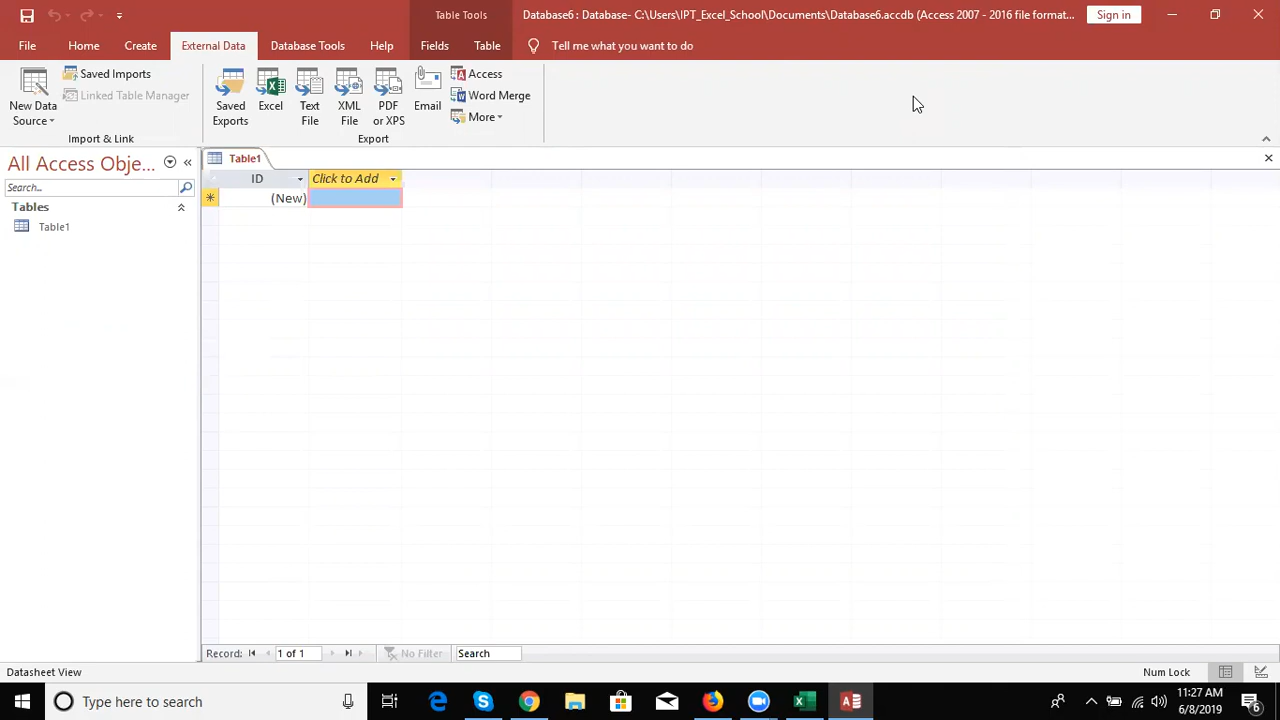 Table Tools
Database6 : Database- C:\Users\IPT_Excel_School\Documents\Database6.accdb (Access 2007 - 2016 file format...
Sign in
File
Home
Create
External Data
Database Tools
Help
Fields
Table
Tell me what you want to do
New Data Source
Saved Imports
Linked Table Manager
Import & Link
Saved Exports
Excel
Text File
XML File
PDF or XPS
Email
Access
Word Merge
More
Export
All Access Obje...
Search...
Tables
Table1
Table1
ID
Click to Add
(New)
Record:
1 of 1
No Filter
Search
Datasheet View
Num Lock
Type here to search
11:27 AM
6/8/2019
6